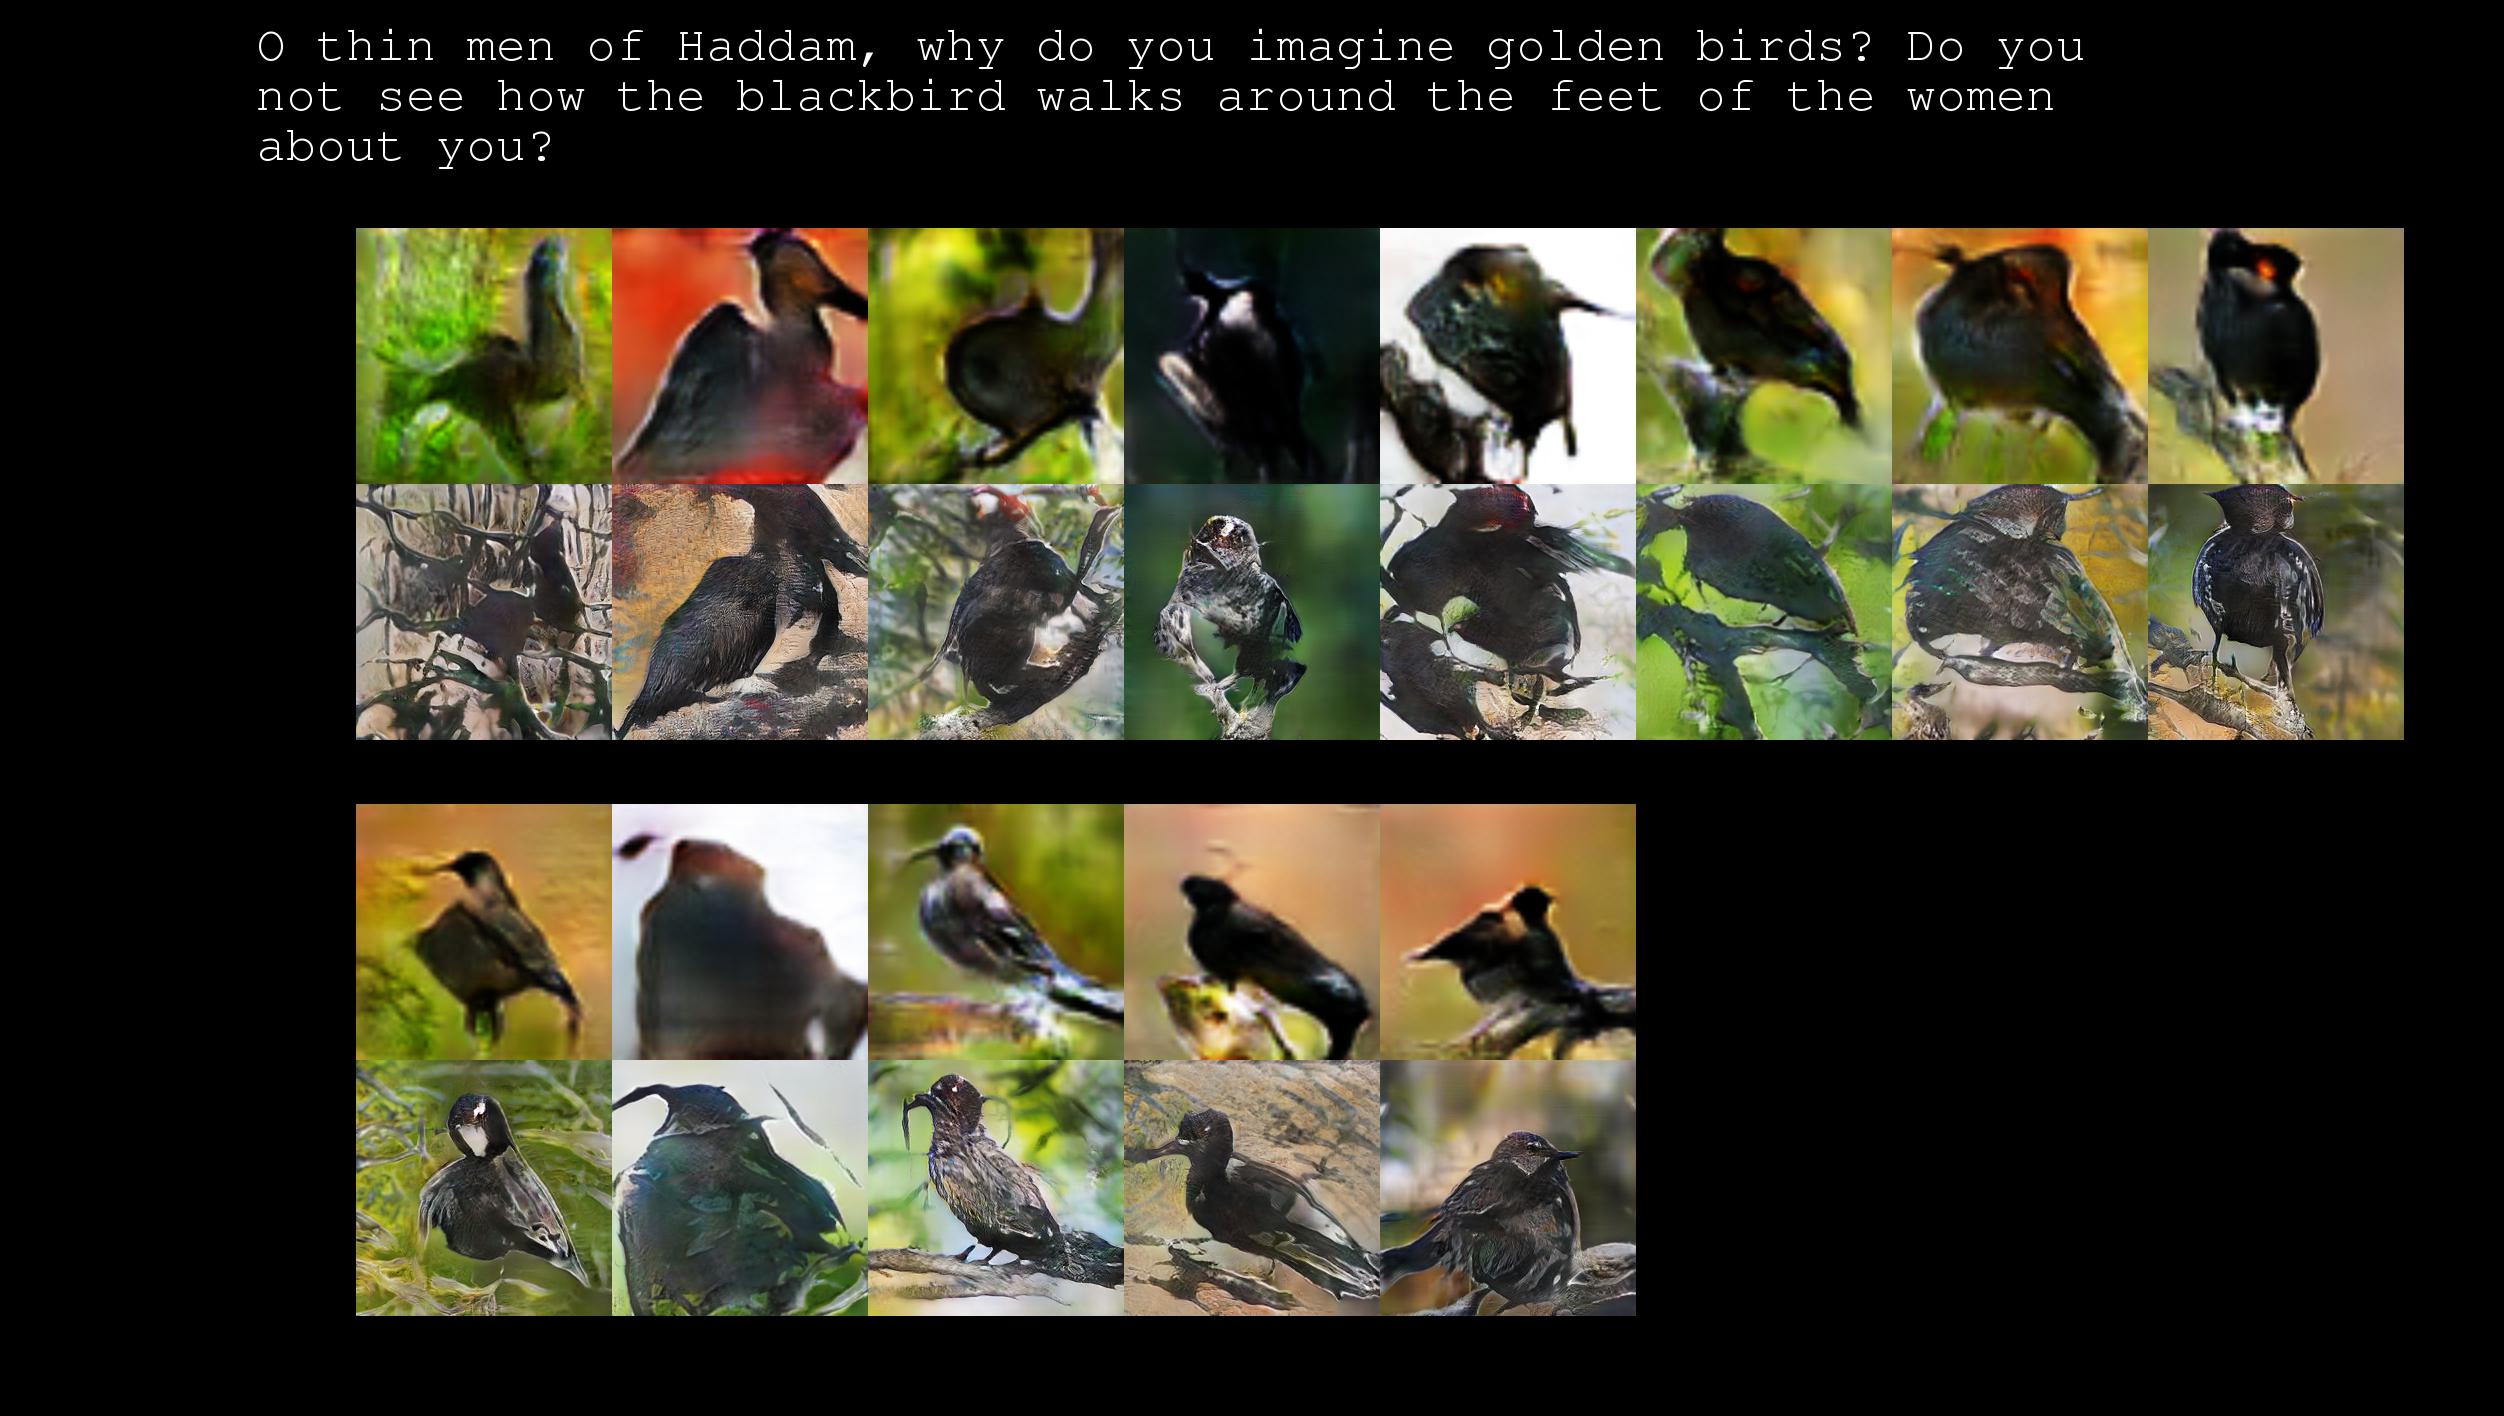 O thin men of Haddam, why do you imagine golden birds? Do you
not see how the blackbird walks around the feet of the women
about you?